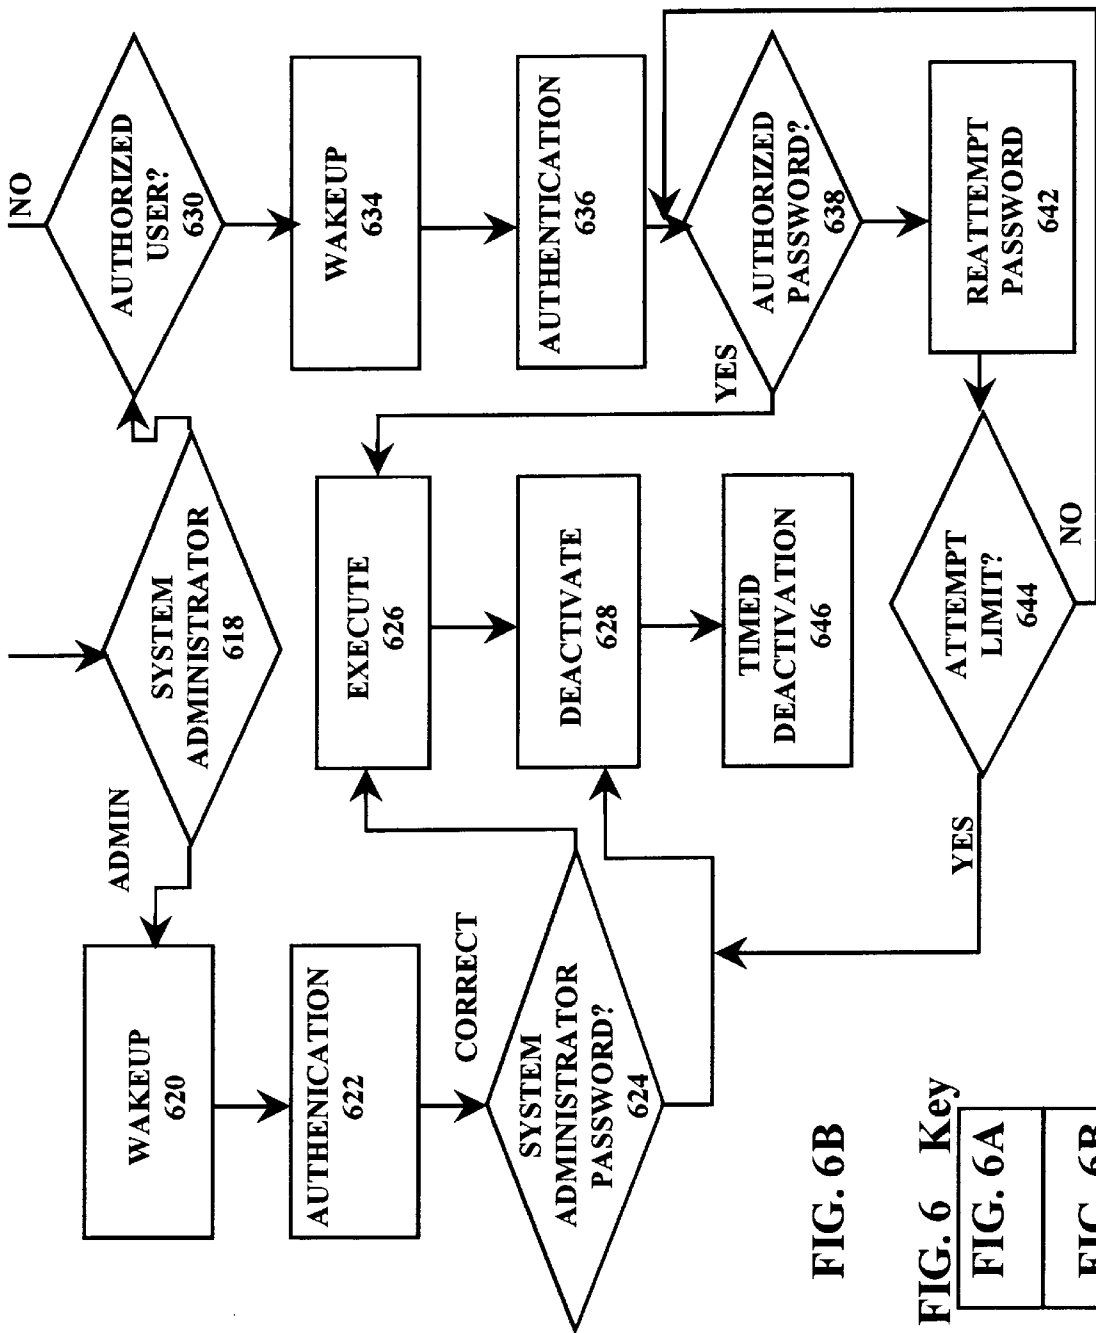 NO
AUTHORIZED
USER?
630
WAKEUP
634
AUTHENTICATION
636
AUTHORIZED
PASSWORD?
638
YES
REATTEMPT
PASSWORD
642
SYSTEM
ADMINISTRATOR
618
EXECUTE
626
DEACTIVATE
628
TIMED
DEACTIVATION
646
ATTEMPT
LIMIT?
644
NO
YES
ADMIN
WAKEUP
620
AUTHENICATION
622
CORRECT
SYSTEM
ADMINISTRATOR
PASSWORD?
624
FIG. 6B
FIG. 6 Key
FIG. 6A
FIG. 6B